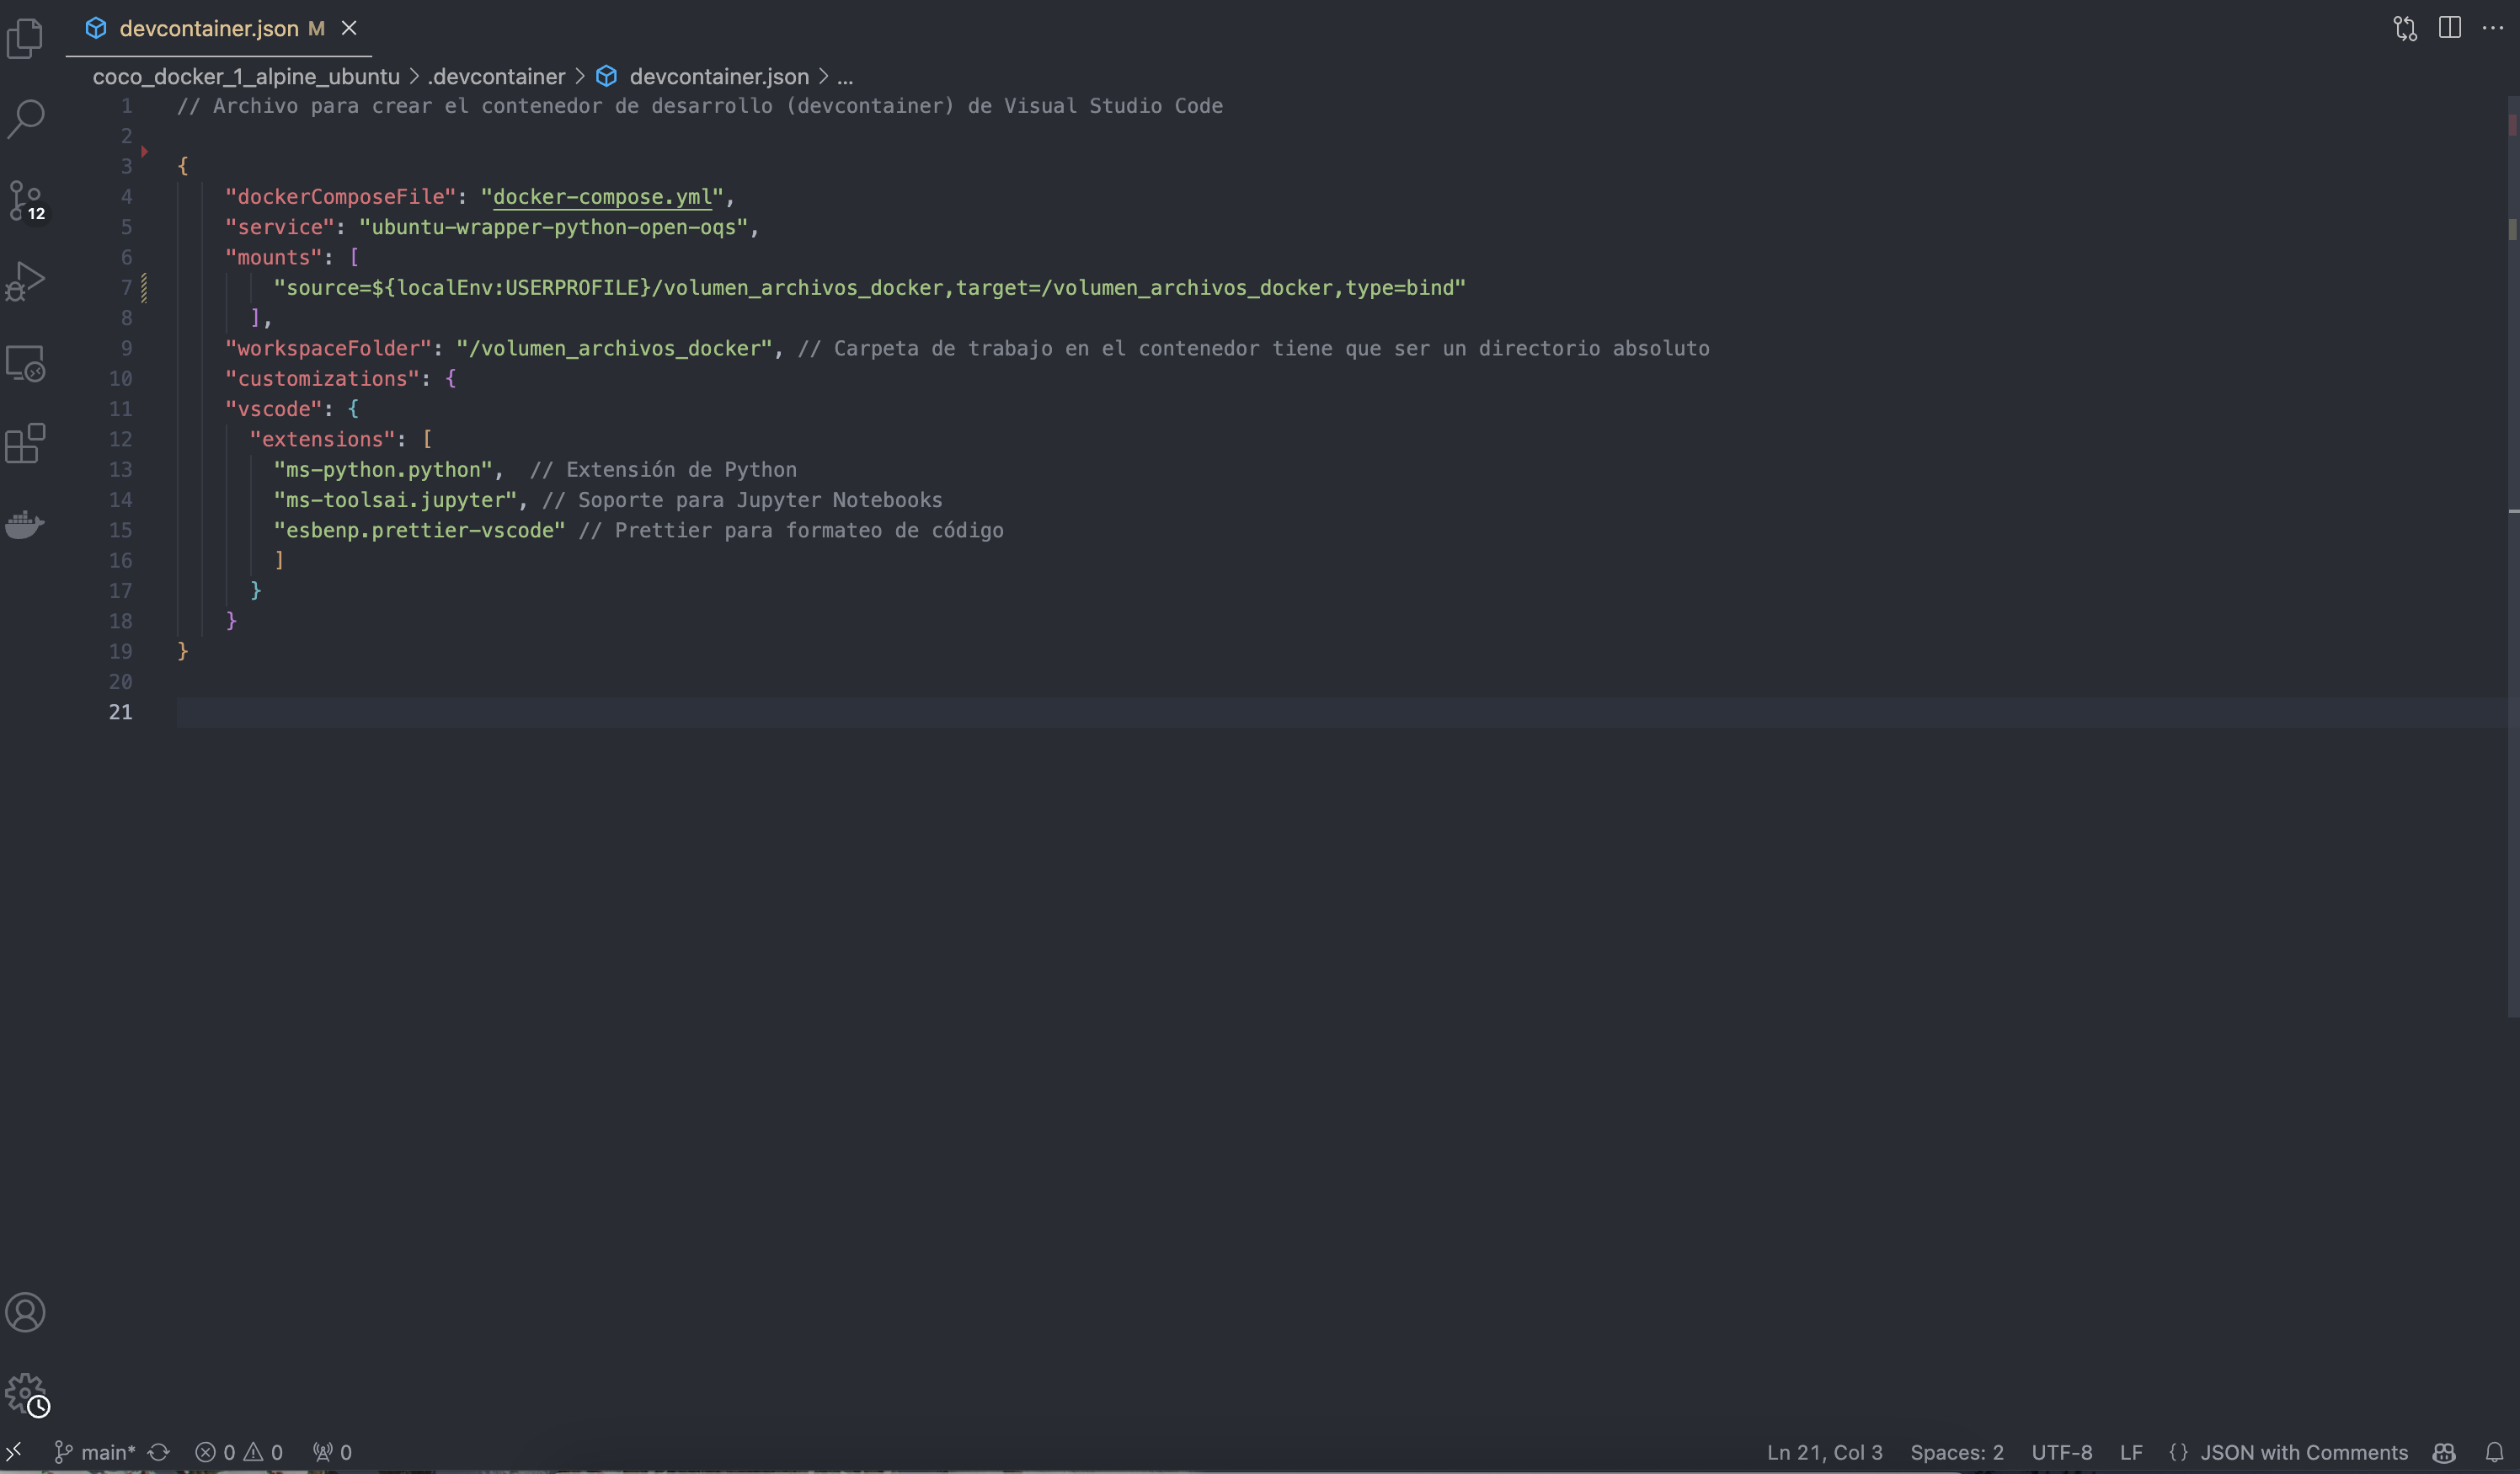 devcontainer.json M
coco_docker_1_alpine_ubuntu > .devcontainer > devcontainer.json > ...
1 // Archivo para crear el contenedor de desarrollo (devcontainer) de Visual Studio Code
2
3 {
4 "dockerComposeFile": "docker-compose.yml",
5 "service": "ubuntu-wrapper-python-open-oqs",
6 "mounts": [
7 "source=${localEnv:USERPROFILE}/volumen_archivos_docker,target=/volumen_archivos_docker,type=bind"
8 ],
9 "workspaceFolder": "/volumen_archivos_docker", // Carpeta de trabajo en el contenedor tiene que ser un directorio absoluto
10 "customizations": {
11 "vscode": {
12 "extensions": [
13 "ms-python.python", // Extensión de Python
14 "ms-toolsai.jupyter", // Soporte para Jupyter Notebooks
15 "esbenp.prettier-vscode" // Prettier para formateo de código
16 ]
17 }
18 }
19 }
20
21
12
main* 0 0 0 Ln 21, Col 3 Spaces: 2 UTF-8 LF {} JSON with Comments